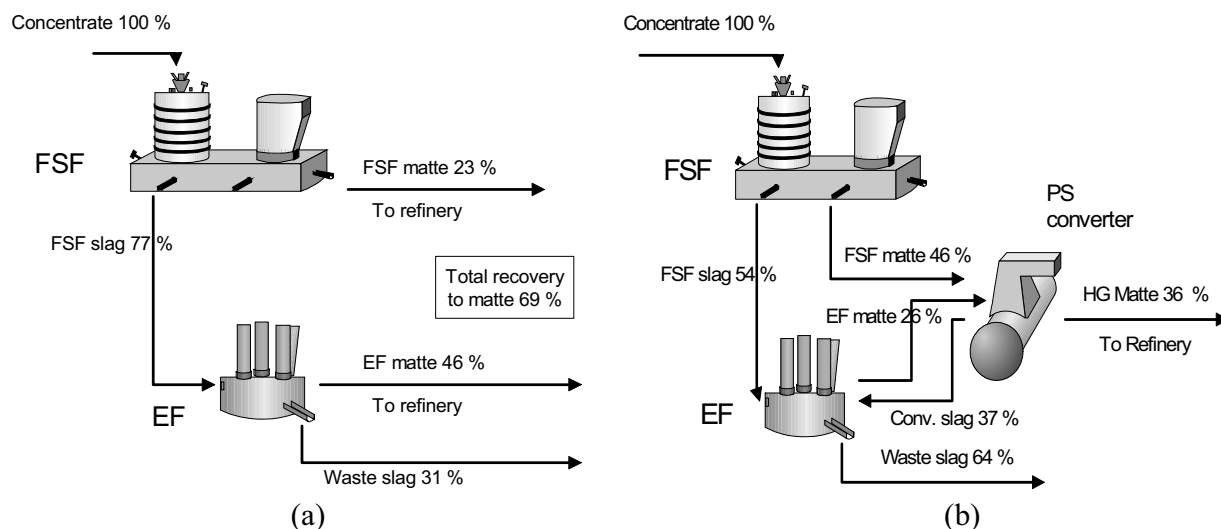 Concentrate 100 %
FSF
FSF matte 23 %
To refinery
FSF slag 77 %
Total recovery
to matte 69 %
EF matte 46 %
To refinery
EF
Waste slag 31 %
(a)
Concentrate 100 %
FSF
PS
converter
FSF matte 46 %
FSF slag 54 %
HG Matte 36 %
EF matte 26 %
To Refinery
Conv. slag 37 %
EF
Waste slag 64 %
(b)